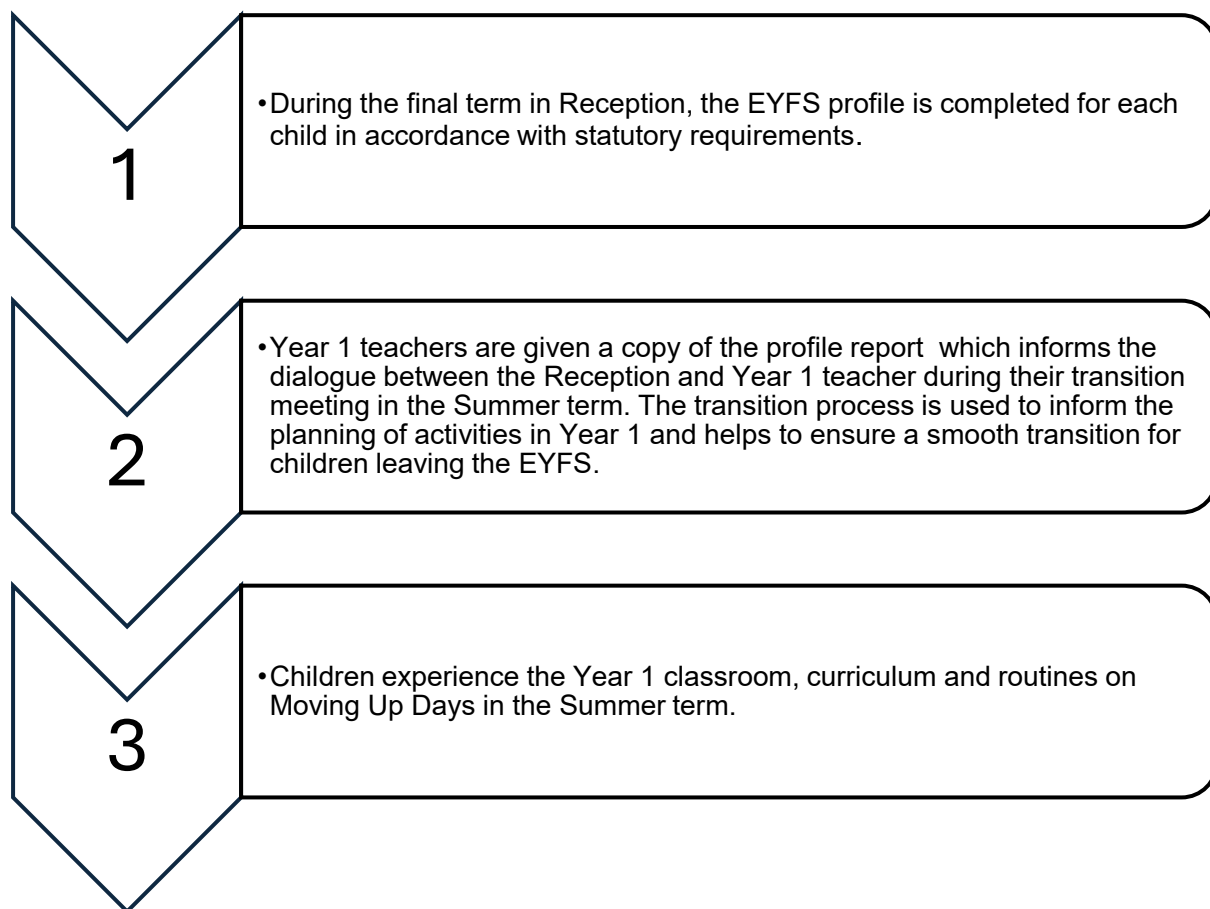 1
•During the final term in Reception, the EYFS profile is completed for each
child in accordance with statutory requirements.
2
•Year 1 teachers are given a copy of the profile report  which informs the
dialogue between the Reception and Year 1 teacher during their transition
meeting in the Summer term. The transition process is used to inform the
planning of activities in Year 1 and helps to ensure a smooth transition for
children leaving the EYFS.
3
•Children experience the Year 1 classroom, curriculum and routines on
Moving Up Days in the Summer term.